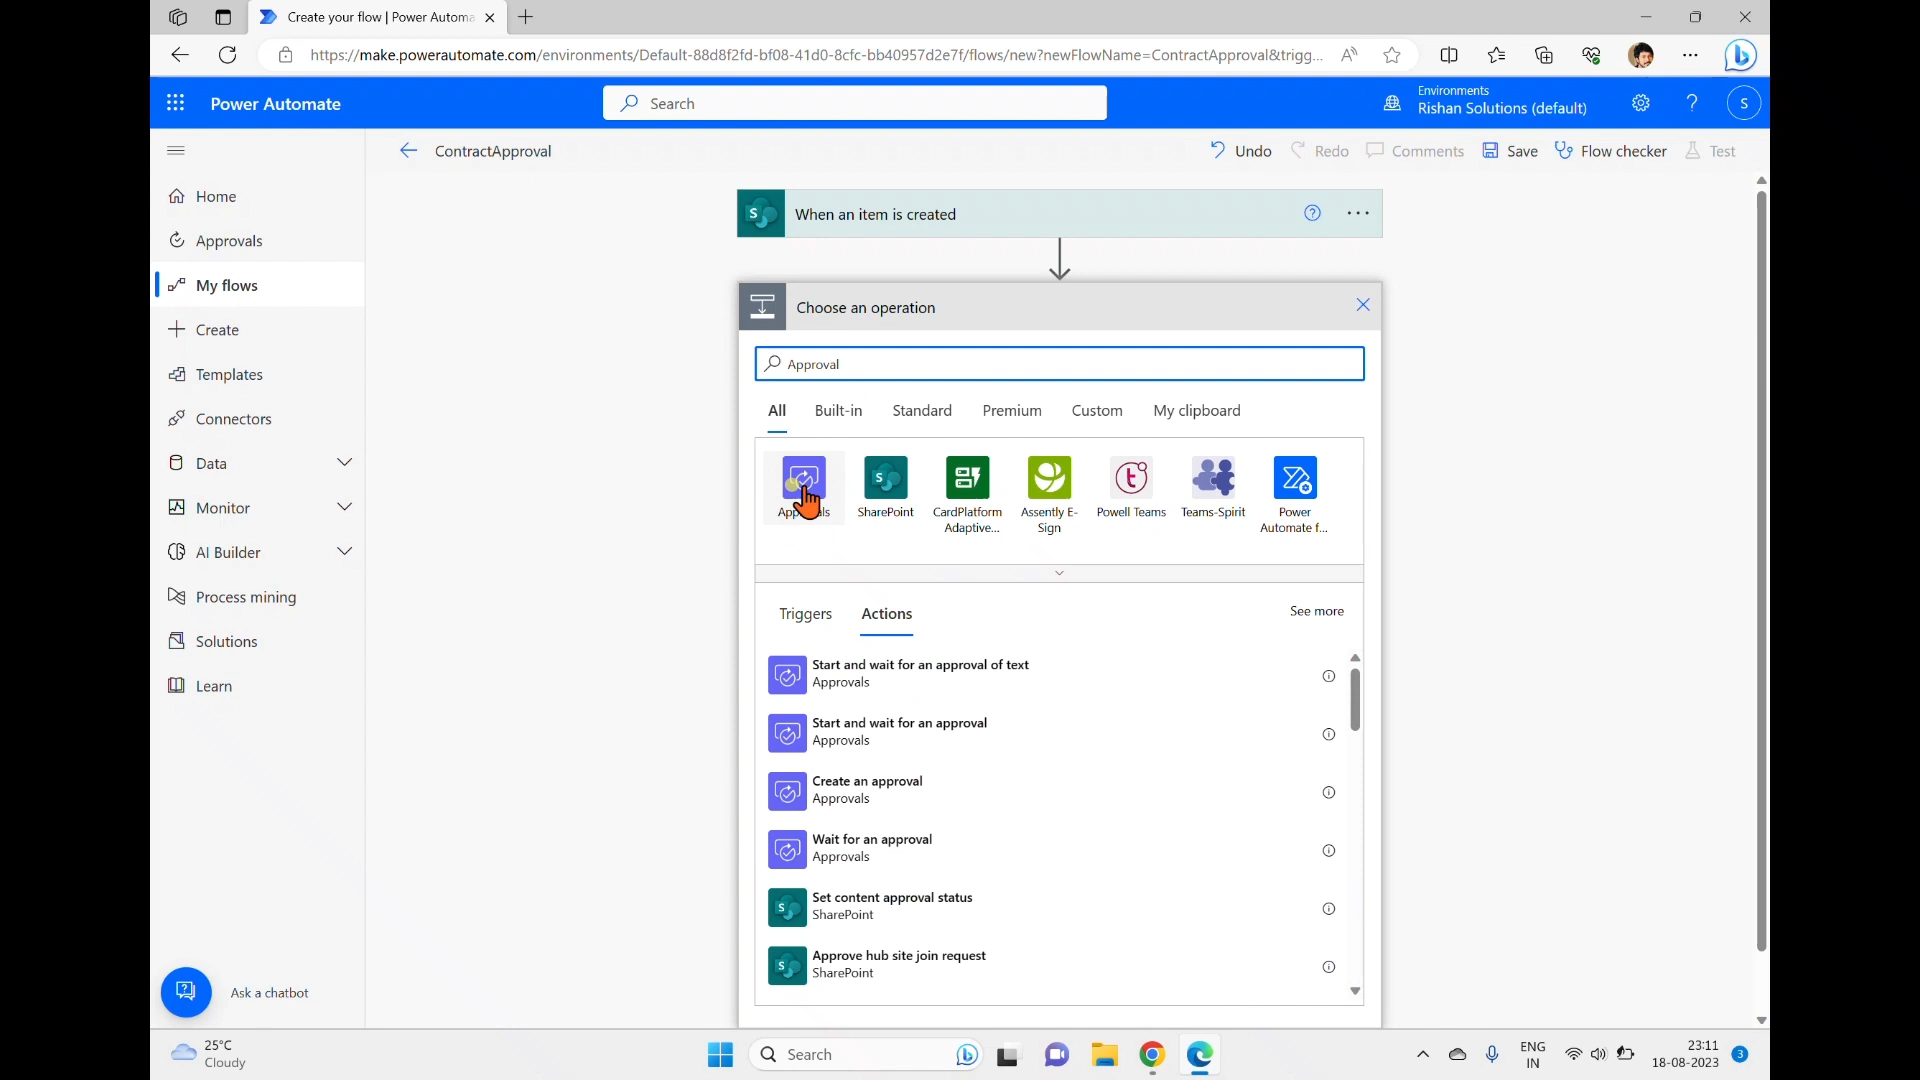 Create your flow | Power Automa
https://make.powerautomate.com/environments/Default-88d8f2fd-bf08-41d0-8cfc-bb40957d2e7f/flows/new?newFlowName=ContractApproval&trigg...
Power Automate
Search
Environments
Rishan Solutions (default)
S
ContractApproval
Undo
Redo
Comments
Save
Flow checker
Test
Home
Approvals
My flows
Create
Templates
Connectors
Data
Monitor
AI Builder
Process mining
Solutions
Learn
Ask a chatbot
When an item is created
Choose an operation
Approval
All
Built-in
Standard
Premium
Custom
My clipboard
SharePoint
CardPlatform
Adaptive...
Assently E-
Sign
Powell Teams
Teams-Spirit
Power
Automate f...
Triggers
Actions
See more
Start and wait for an approval of text
Approvals
Start and wait for an approval
Approvals
Create an approval
Approvals
Wait for an approval
Approvals
Set content approval status
SharePoint
Approve hub site join request
SharePoint
25°C
Cloudy
Search
ENG
IN
23:11
18-08-2023
3